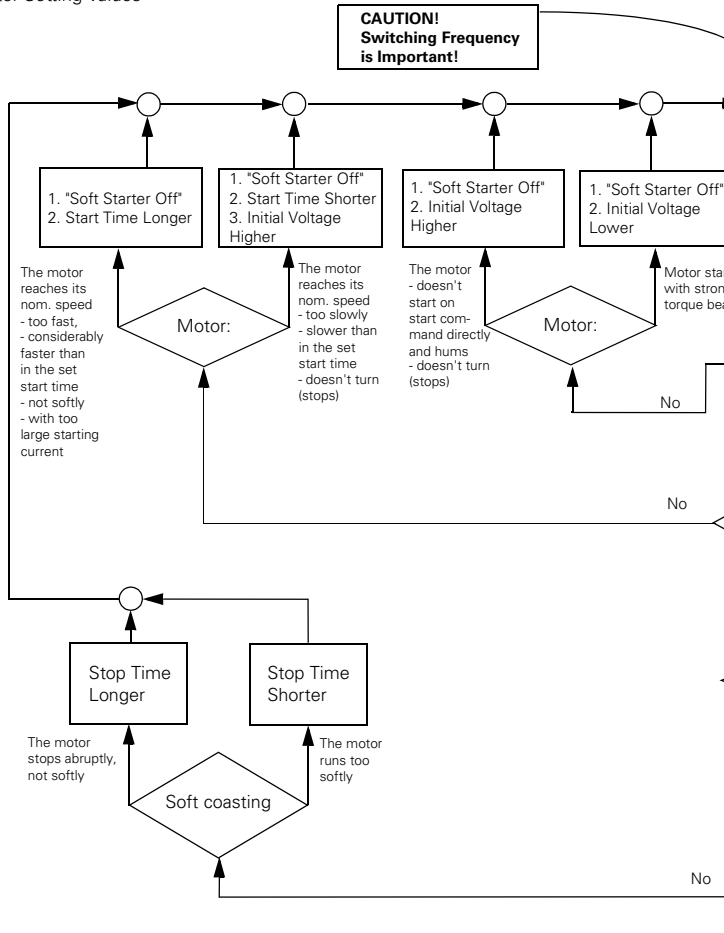 Setting Values
CAUTION!
Switching Frequency
is Important!
1. "Soft Starter Off"
2. Start Time Longer
1. "Soft Starter Off"
2. Start Time Shorter
3. Initial Voltage
Higher
1. "Soft Starter Off"
2. Initial Voltage
Higher
1. "Soft Starter Off"
2. Initial Voltage
Lower
The motor
reaches its
nom. speed
- too fast,
- considerably
faster than
in the set
start time
- not softly
- with too
large starting
current
Motor:
The motor
reaches its
nom. speed
- too slowly
- slower than
in the set
start time
- doesn't turn
(stops)
The motor
- doesn't
start on
start com-
mand directly
and hums
- doesn't turn
(stops)
Motor:
Motor
with
torque
No
No
Stop Time
Longer
Stop Time
Shorter
The motor
stops abruptly,
not softly
The motor
runs too
softly
Soft coasting
No